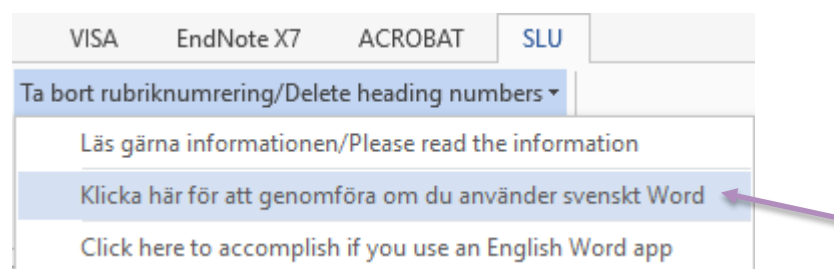 VISA EndNote X7 ACROBAT SLU
Ta bort rubriknumrering/Delete heading numbers
Läs gärna informationen/Please read the information
Klicka här för att genomföra om du använder svenskt Word
Click here to accomplish if you use an English Word app